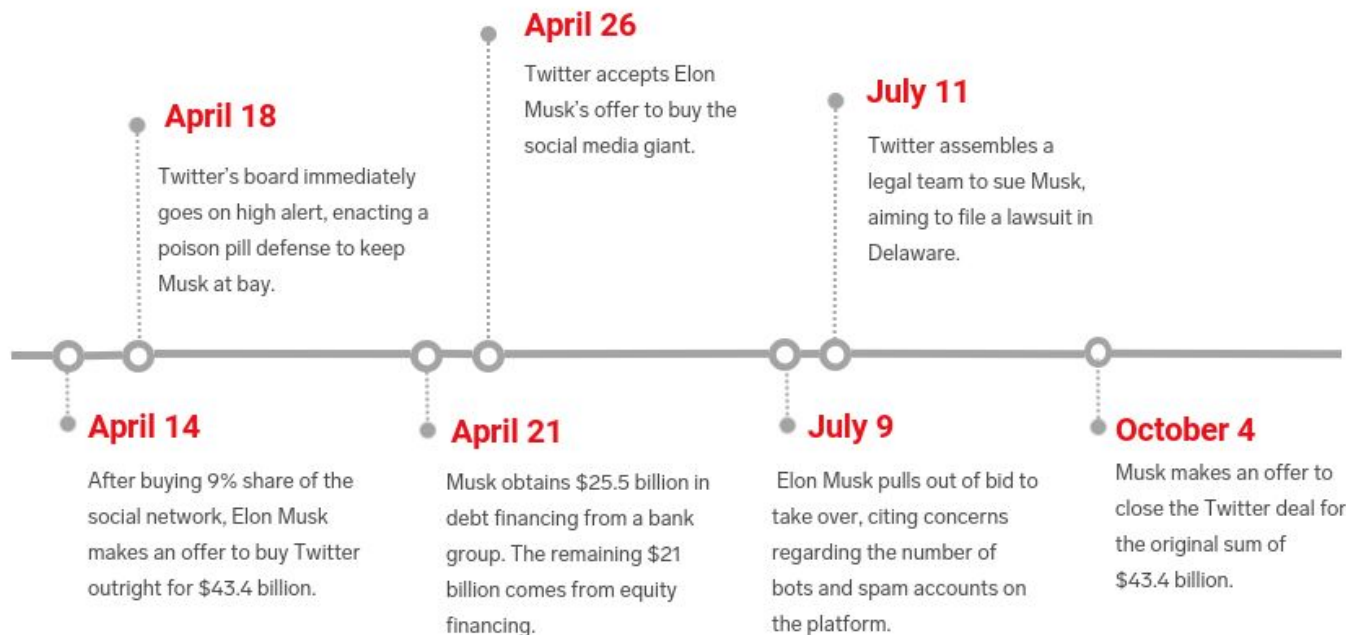 April 14
After buying 9% share of the
social network, Elon Musk
makes an offer to buy Twitter
outright for $43.4 billion.
April 18
Twitter’s board immediately
goes on high alert, enacting a
poison pill defense to keep
Musk at bay.
April 21
Musk obtains $25.5 billion in
debt financing from a bank
group. The remaining $21
billion comes from equity
financing.
April 26
Twitter accepts Elon
Musk’s offer to buy the
social media giant.
July 9
Elon Musk pulls out of bid to
take over, citing concerns
regarding the number of
bots and spam accounts on
the platform.
July 11
Twitter assembles a
legal team to sue Musk,
aiming to file a lawsuit in
Delaware.
October 4
Musk makes an offer to
close the Twitter deal for
the original sum of
$43.4 billion.